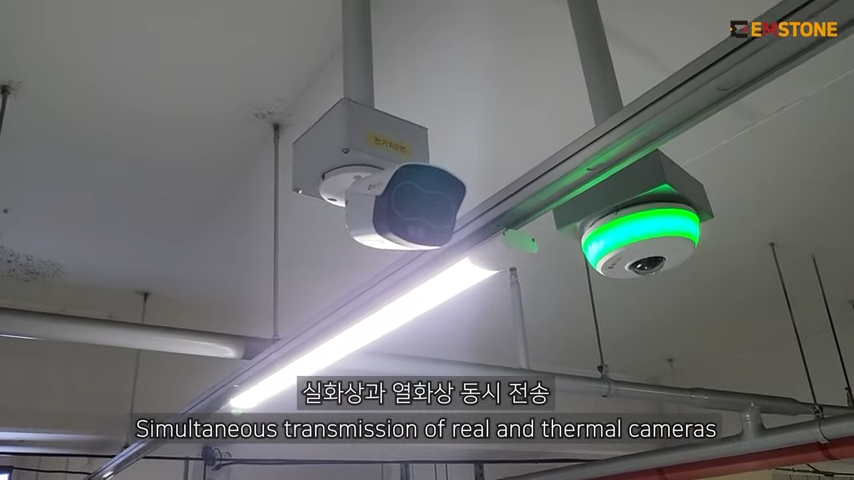 EMSTONE
실화상과 열화상 동시 전송
Simultaneous transmission of real and thermal cameras